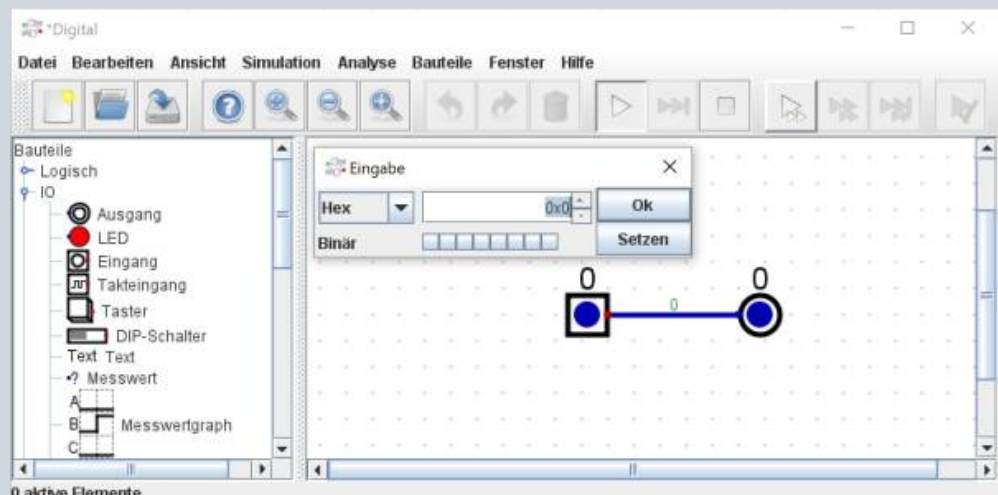 *Digital
Datei Bearbeiten Ansicht Simulation Analyse Bauteile Fenster Hilfe
Bauteile
Logisch
IO
Ausgang
LED
Eingang
Takteingang
Taster
DIP-Schalter
Text Text
? Messwert
A
B Messwertgraph
C
Eingabe
Hex 0x0 Ok
Binär Setzen
0 0
0
0 aktive Elemente